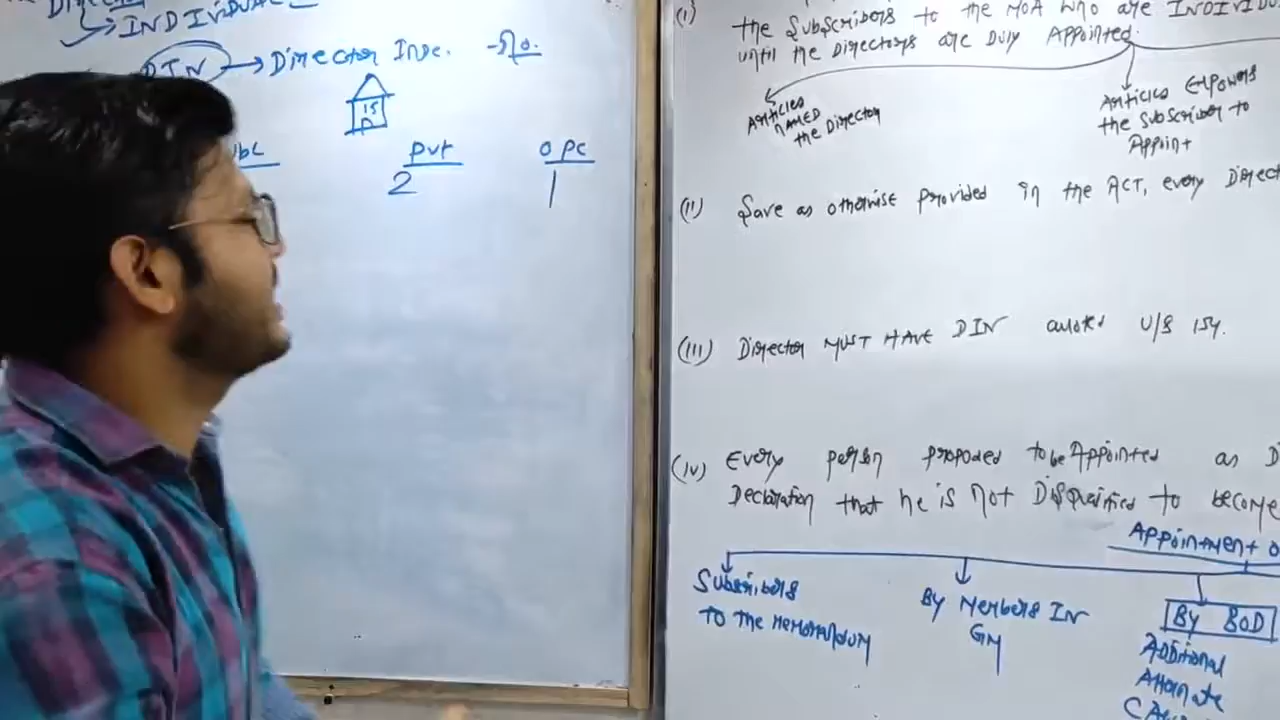 Director
INDIVIDUAL
DIN → Director Inde. -No.
15
D
Pvt
OPC
2
1
(i)
the Subscribers to the MOA who are INDIVIDU
until the Directors are Duly Appointed.
Articles NAMED the Director
Articles Empowers
the Subscriber to
Appoint
(ii) Save as otherwise provided in the ACT, every Direct
(iii) Director MUST HAVE DIN U/S 154.
(iv) Every person proposed to be Appointed as D
Declaration that he is not Disqualified to become
Appointment o
Subscribers
TO the Memorandum
By Members IN
GM
By BOD
Additional
Alternate